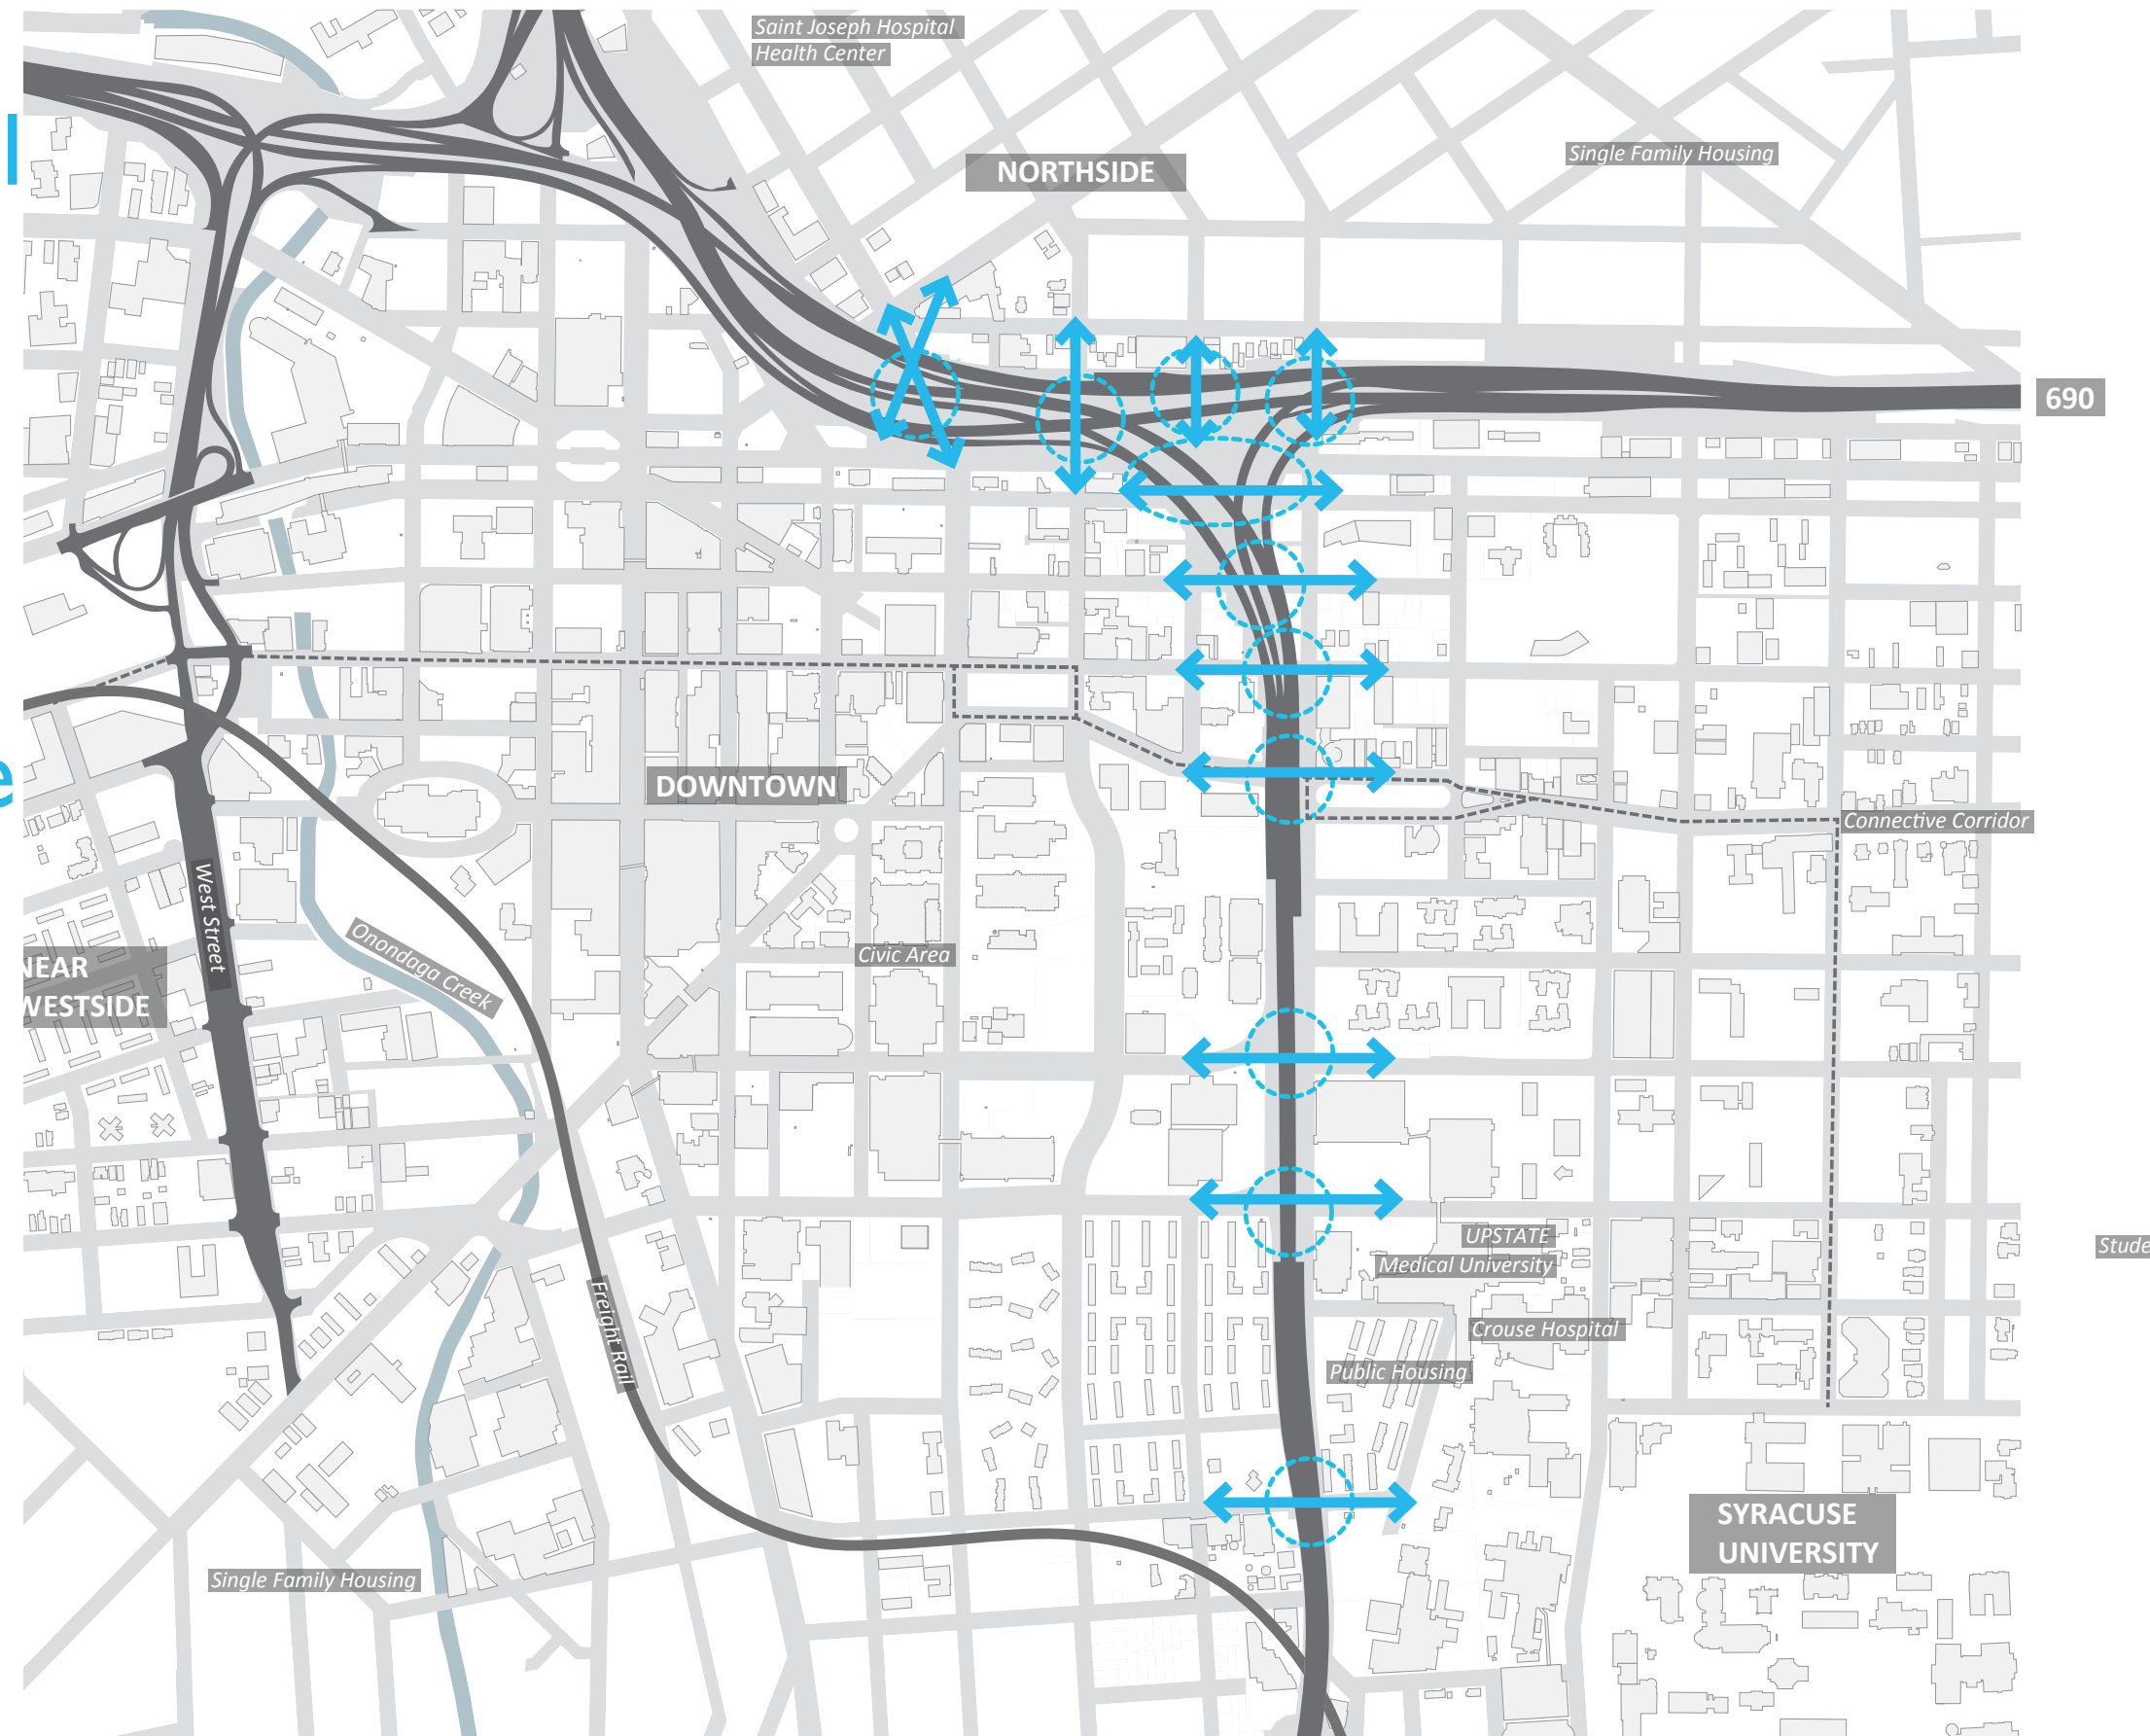 Saint Joseph Hospital
Health Center
NORTHSIDE
Single Family Housing
690
DOWNTOWN
Connective Corridor
West Street
Onondaga Creek
Civic Area
NEAR
WESTSIDE
UPSTATE
Medical University
Crouse Hospital
Public Housing
Freight Rail
SYRACUSE
UNIVERSITY
Single Family Housing